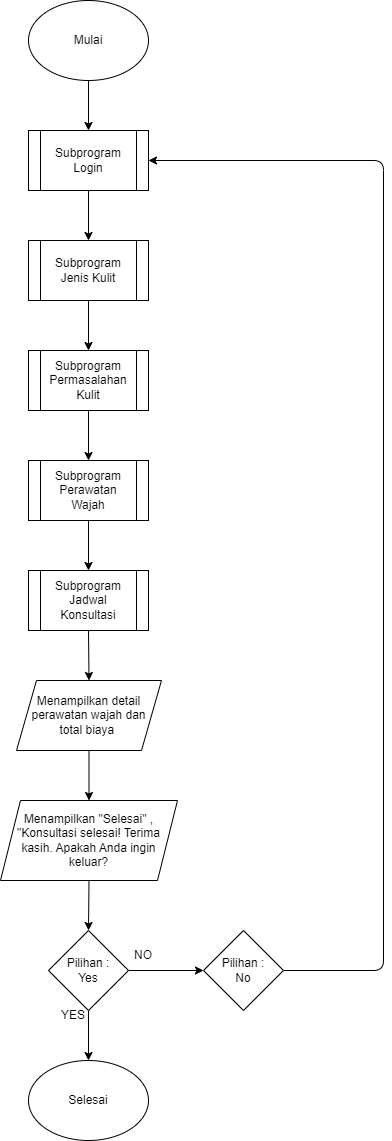 Mulai
Subprogram
Login
Subprogram
Jenis Kulit
Subprogram
Permasalahan
Kulit
Subprogram
Perawatan
Wajah
Subprogram
Jadwal
Konsultasi
Menampilkan detail
perawatan wajah dan
total biaya
Menampilkan "Selesai" ,
"Konsultasi selesai! Terima
kasih. Apakah Anda ingin
keluar?
Pilihan :
Yes
NO
Pilihan :
No
YES
Selesai